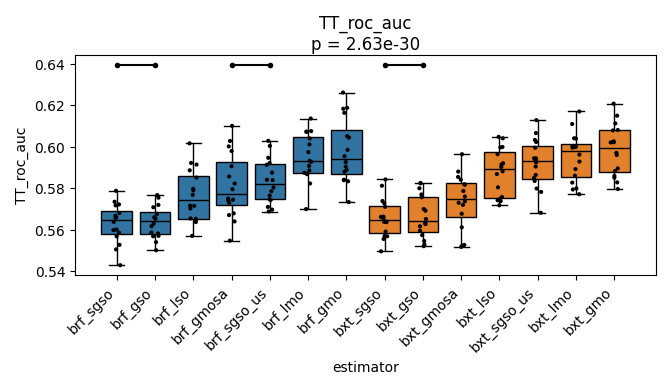 TT_roc_auc
p = 2.63e-30
TT_roc_auc
0.64
0.62
0.60
0.58
0.56
0.54
brf_sgso
brf_gso
brf_lso
brf_gmosa
brf_sgso_us
brf_lmo
brf_gmo
bxt_sgso
bxt_gso
bxt_gmosa
bxt_lso
bxt_sgso_us
bxt_lmo
bxt_gmo
estimator